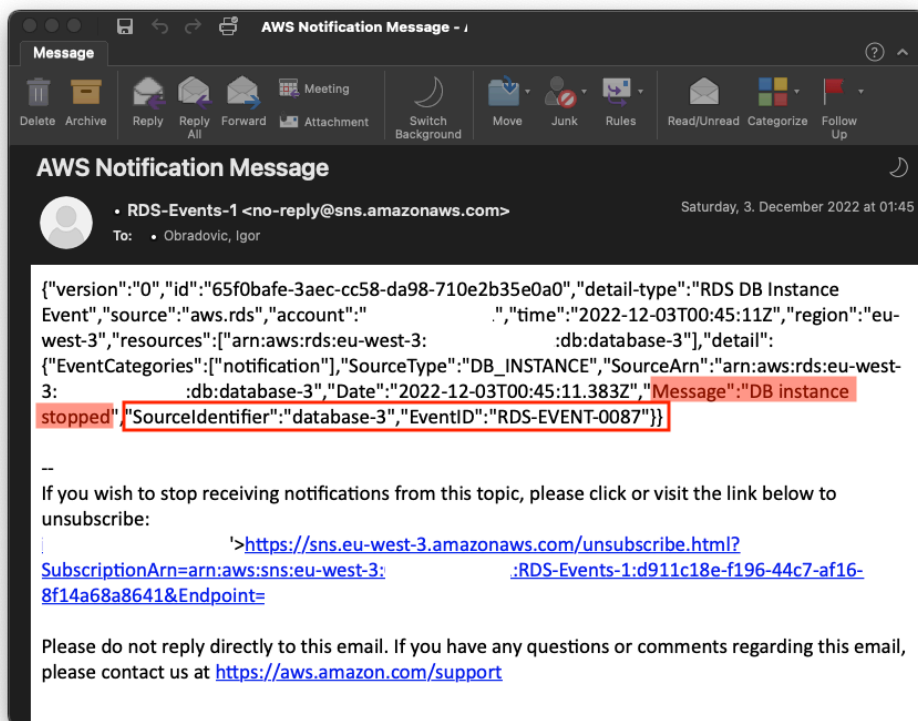 AWS Notification Message - A
Message
Delete
Archive
Reply
Reply All
Forward
Meeting
Attachment
Switch Background
Move
Junk
Rules
Read/Unread
Categorize
Follow Up
AWS Notification Message
• RDS-Events-1 <no-reply@sns.amazonaws.com>
Saturday, 3. December 2022 at 01:45
To: • Obradovic, Igor
{"version":"0","id":"65f0bafe-3aec-cc58-da98-710e2b35e0a0","detail-type":"RDS DB Instance
Event","source":"aws.rds","account":" .","time":"2022-12-03T00:45:11Z","region":"eu-
west-3","resources":["arn:aws:rds:eu-west-3: :db:database-3"],"detail":
{"EventCategories":["notification"],"SourceType":"DB_INSTANCE","SourceArn":"arn:aws:rds:eu-west-
3: :db:database-3","Date":"2022-12-03T00:45:11.383Z","Message":"DB instance
stopped","SourceIdentifier":"database-3","EventID":"RDS-EVENT-0087"}}
--
If you wish to stop receiving notifications from this topic, please click or visit the link below to
unsubscribe:
'>https://sns.eu-west-3.amazonaws.com/unsubscribe.html?
SubscriptionArn=arn:aws:sns:eu-west-3: :RDS-Events-1:d911c18e-f196-44c7-af16-
8f14a68a8641&Endpoint=
Please do not reply directly to this email. If you have any questions or comments regarding this email,
please contact us at https://aws.amazon.com/support